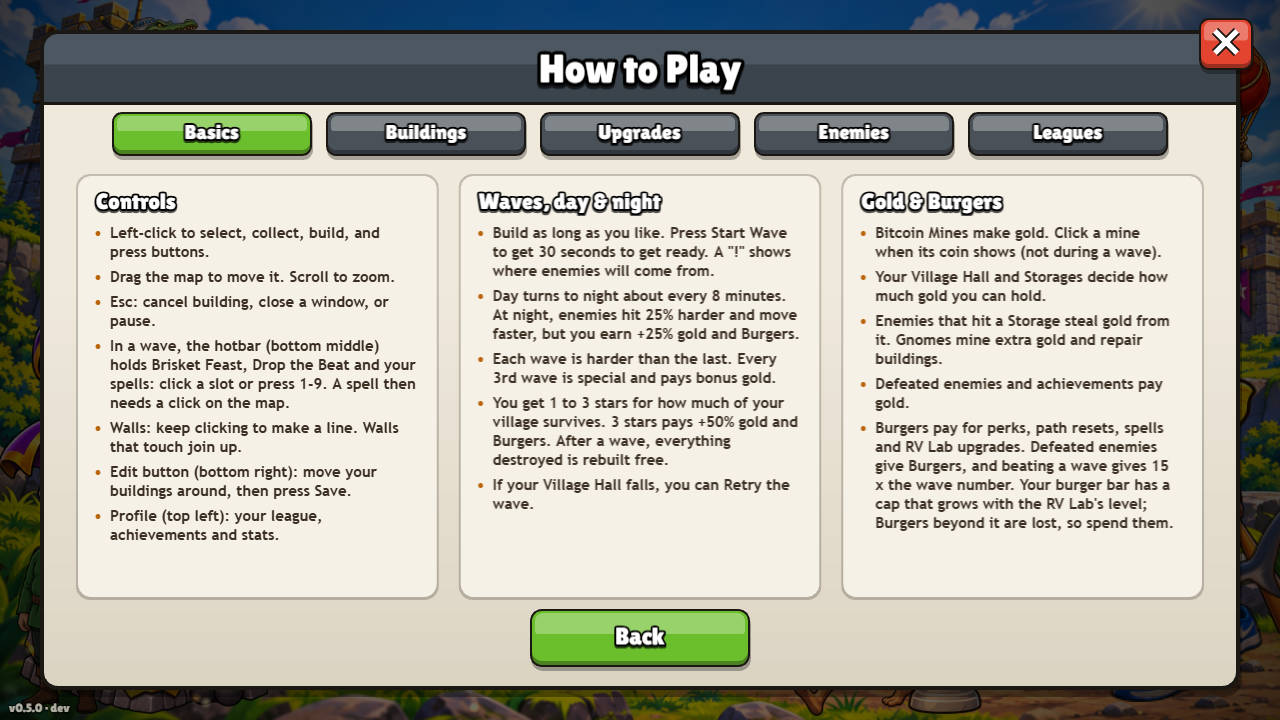 How to Play
Basics
Buildings
Upgrades
Enemies
Leagues
Controls
• Left-click to select, collect, build, and
press buttons.
• Drag the map to move it. Scroll to zoom.
• Esc: cancel building, close a window, or
pause.
• In a wave, the hotbar (bottom middle)
holds Brisket Feast, Drop the Beat and your
spells: click a slot or press 1-9. A spell then
needs a click on the map.
• Walls: keep clicking to make a line. Walls
that touch join up.
• Edit button (bottom right): move your
buildings around, then press Save.
• Profile (top left): your league,
achievements and stats.
Waves, day & night
• Build as long as you like. Press Start Wave
to get 30 seconds to get ready. A "!" shows
where enemies will come from.
• Day turns to night about every 8 minutes.
At night, enemies hit 25% harder and move
faster, but you earn +25% gold and Burgers.
• Each wave is harder than the last. Every
3rd wave is special and pays bonus gold.
• You get 1 to 3 stars for how much of your
village survives. 3 stars pays +50% gold and
Burgers. After a wave, everything
destroyed is rebuilt free.
• If your Village Hall falls, you can Retry the
wave.
Gold & Burgers
• Bitcoin Mines make gold. Click a mine
when its coin shows (not during a wave).
• Your Village Hall and Storages decide how
much gold you can hold.
• Enemies that hit a Storage steal gold from
it. Gnomes mine extra gold and repair
buildings.
• Defeated enemies and achievements pay
gold.
• Burgers pay for perks, path resets, spells
and RV Lab upgrades. Defeated enemies
give Burgers, and beating a wave gives 15
x the wave number. Your burger bar has a
cap that grows with the RV Lab's level;
Burgers beyond it are lost, so spend them.
Back
v0.5.0 · dev